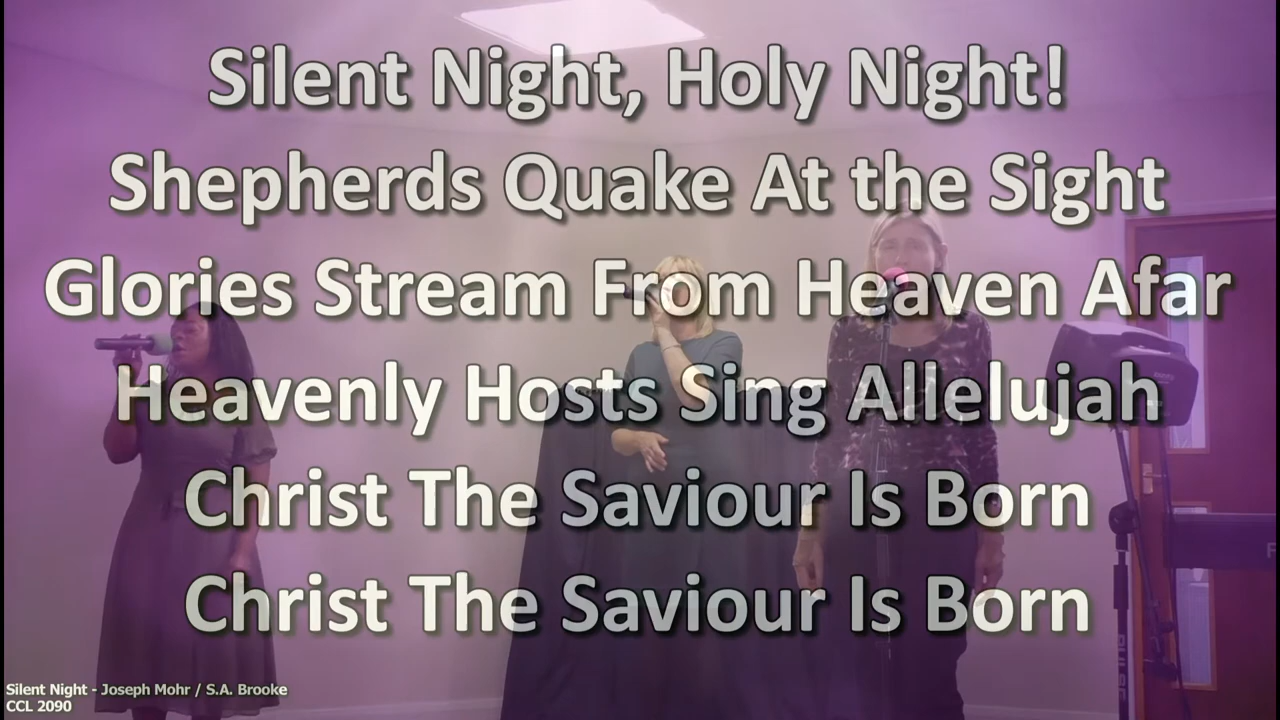 Silent Night, Holy Night!
Shepherds Quake At the Sight
Glories Stream From Heaven Afar
Heavenly Hosts Sing Allelujah
Christ The Saviour Is Born
Christ The Saviour Is Born
Silent Night - Joseph Mohr / S.A. Brooke
CCL 2090